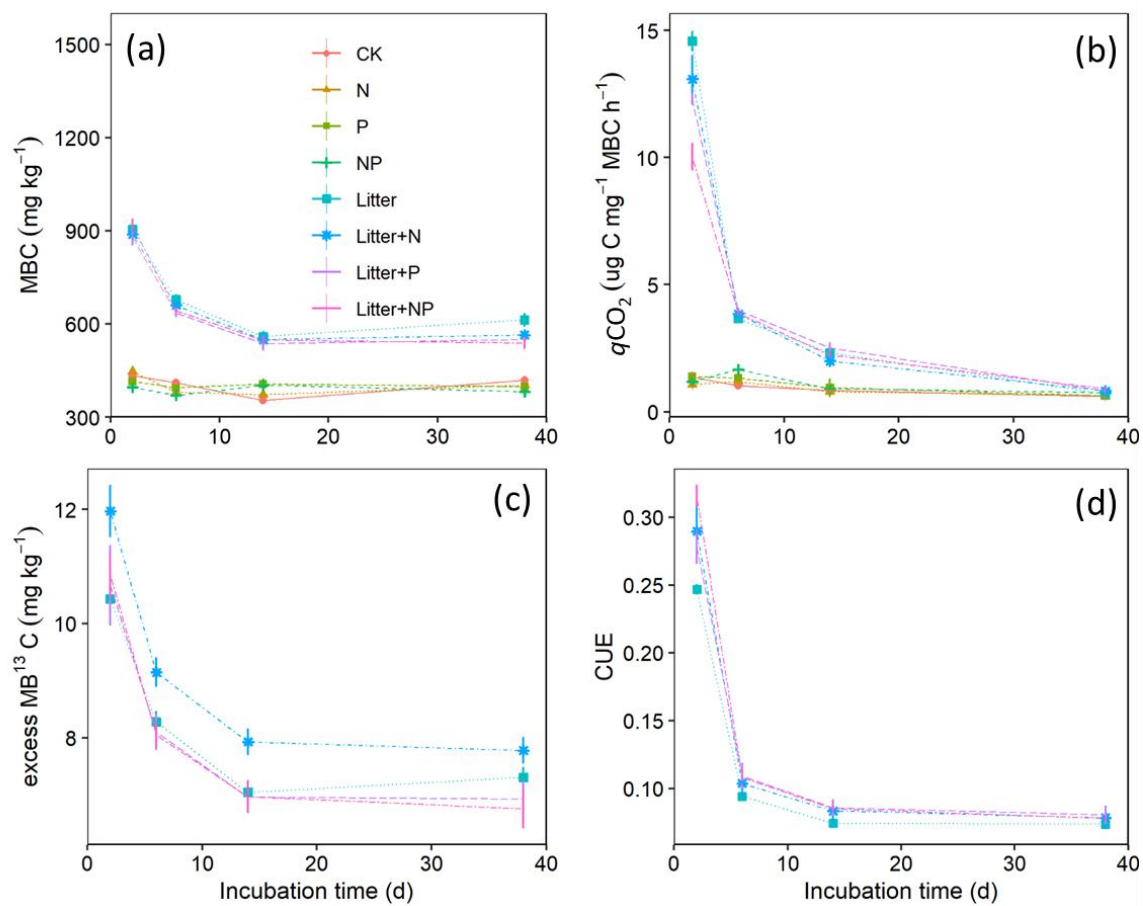 (a)
MBC (mg kg⁻¹)
1500
1200
900
600
300
CK
N
P
NP
Litter
Litter+N
Litter+P
Litter+NP
0 10 20 30 40
(b)
qCO₂ (ug C mg⁻¹ MBC h⁻¹)
15
10
5
0
0 10 20 30 40
(c)
excess MB¹³ C (mg kg⁻¹)
12
10
8
0 10 20 30 40
Incubation time (d)
(d)
CUE
0.30
0.25
0.20
0.15
0.10
0 10 20 30 40
Incubation time (d)